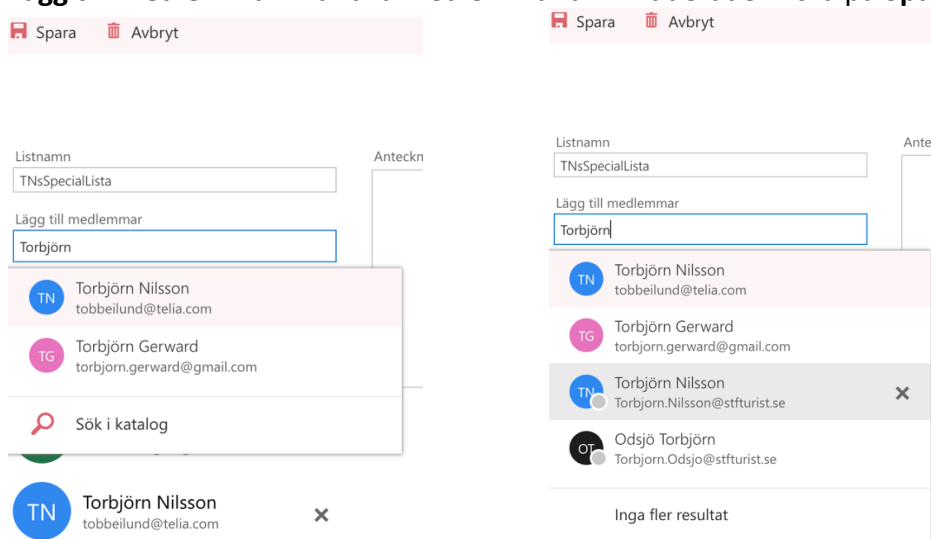 Spara Avbryt
Listnamn
Anteckn
TNsSpecialLista
Lägg till medlemmar
Torbjörn
TN
Torbjörn Nilsson
tobbeilund@telia.com
TG
Torbjörn Gerward
torbjorn.gerward@gmail.com
Sök i katalog
TN
Torbjörn Nilsson
tobbeilund@telia.com
Spara Avbryt
Listnamn
Ante
TNsSpecialLista
Lägg till medlemmar
Torbjörn
TN
Torbjörn Nilsson
tobbeilund@telia.com
TG
Torbjörn Gerward
torbjorn.gerward@gmail.com
TN
Torbjörn Nilsson
Torbjorn.Nilsson@stfturist.se
OT
Odsjö Torbjörn
Torbjorn.Odsjo@stfturist.se
Inga fler resultat